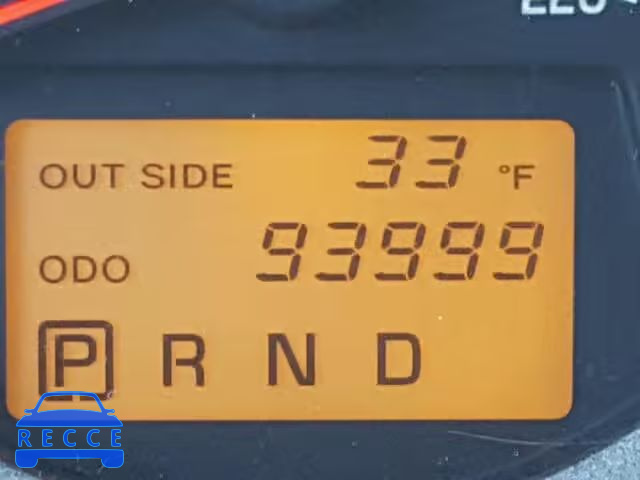 OUT SIDE 33 °F
ODO 93999
P R N D
RECCE